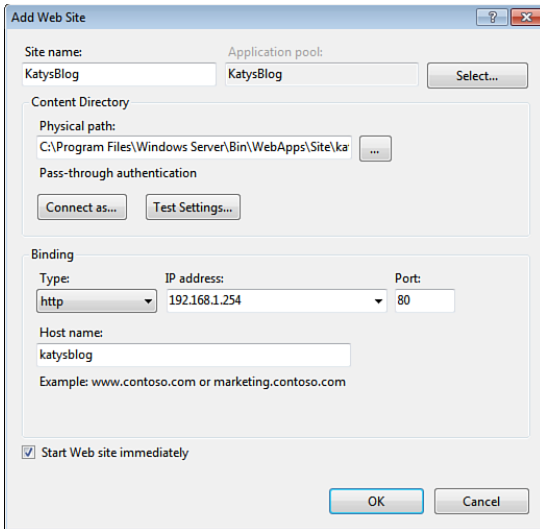 Add Web Site
Site name:
Application pool:
KatysBlog
KatysBlog
Select...
Content Directory
Physical path:
C:\Program Files\Windows Server\Bin\WebApps\Site\ka
...
Pass-through authentication
Connect as...
Test Settings...
Binding
Type:
IP address:
Port:
http
192.168.1.254
80
Host name:
katysblog
Example: www.contoso.com or marketing.contoso.com
Start Web site immediately
OK
Cancel